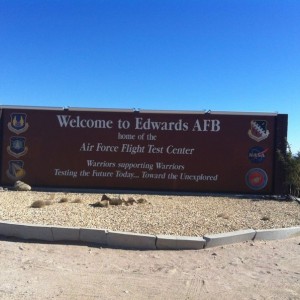 Welcome to Edwards AFB
home of the
Air Force Flight Test Center
Warriors supporting Warriors
Testing the Future Today... Toward the Unexplored